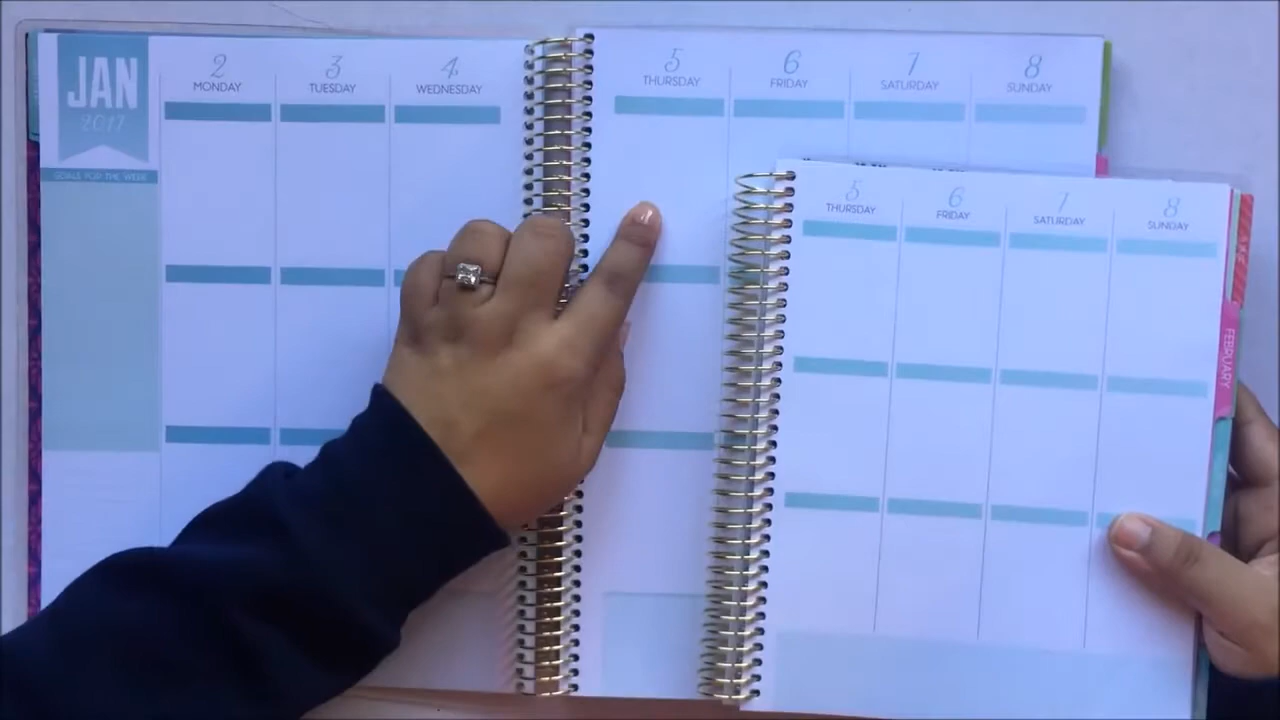 JAN
2017
2
MONDAY
3
TUESDAY
4
WEDNESDAY
5
THURSDAY
6
FRIDAY
7
SATURDAY
8
SUNDAY
GOALS FOR THE WEEK
5
THURSDAY
6
FRIDAY
7
SATURDAY
8
SUNDAY
FEBRUARY